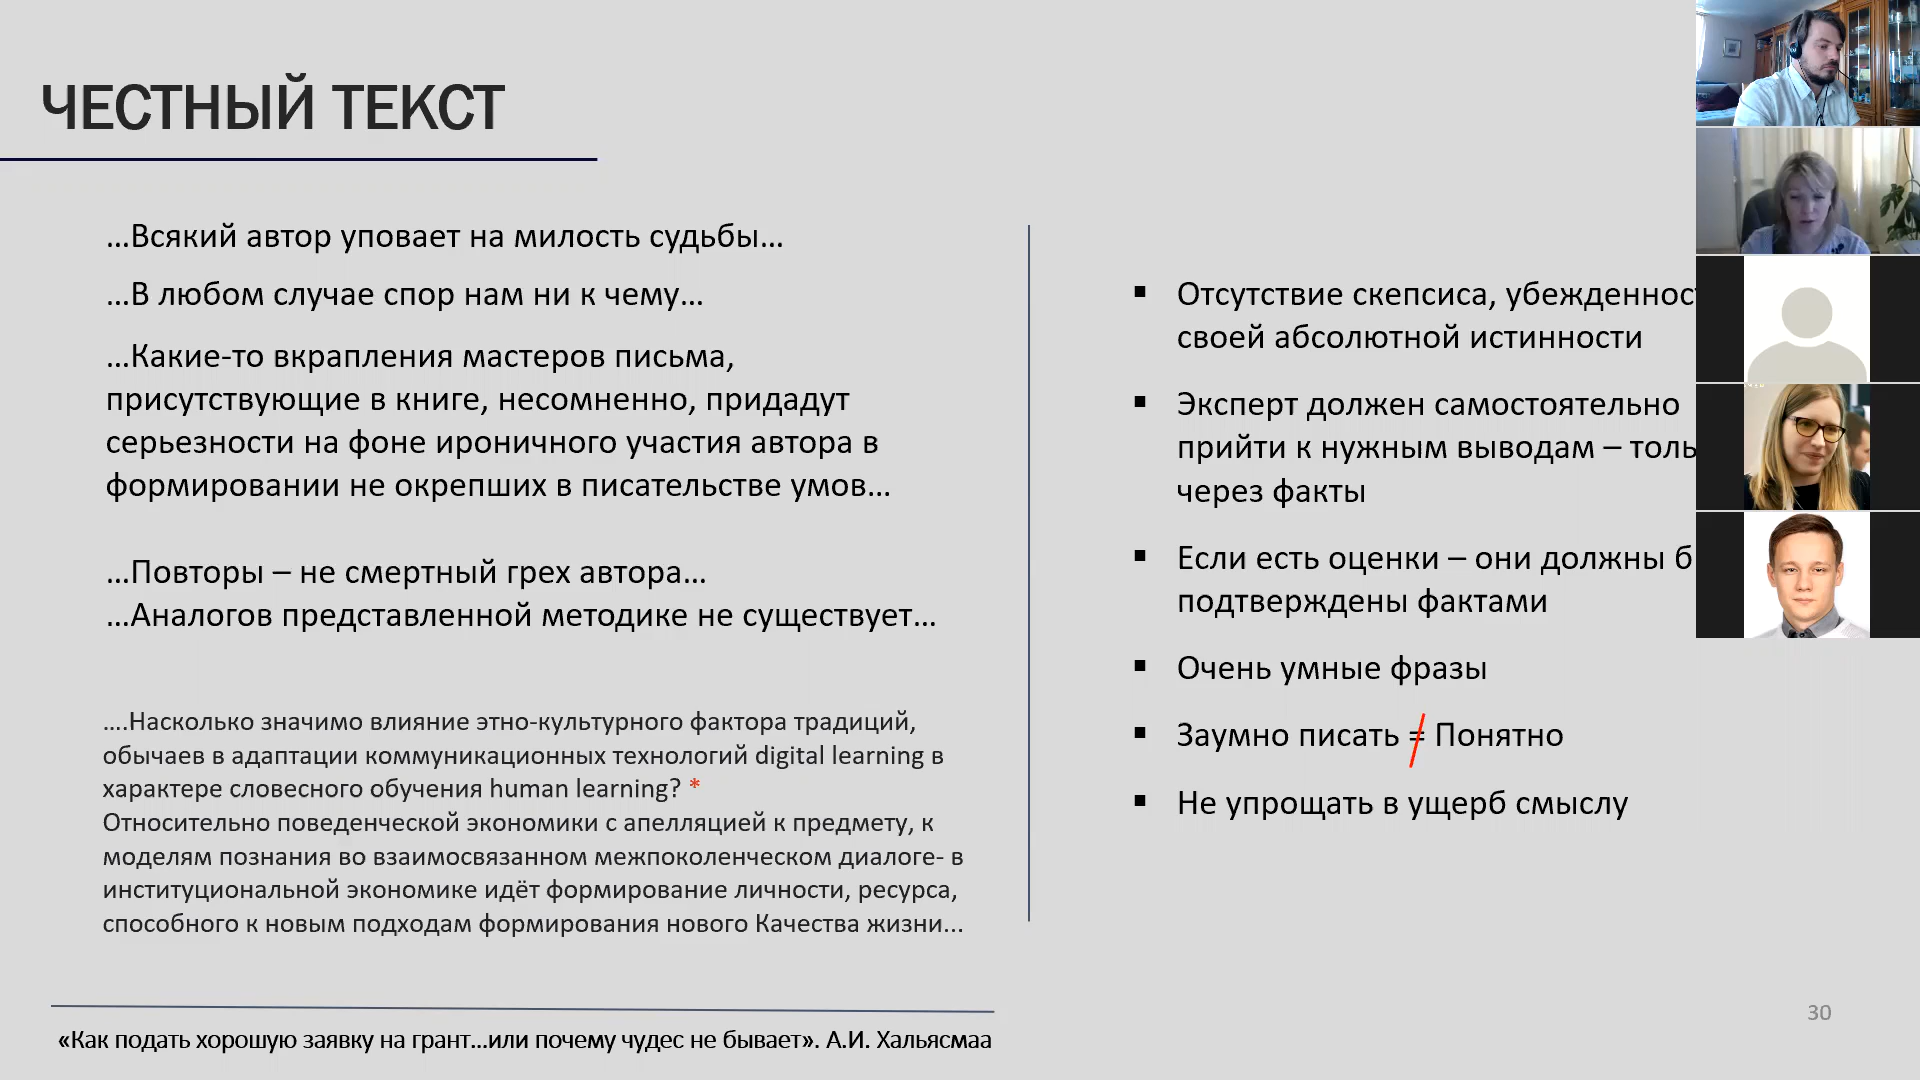 ЧЕСТНЫЙ ТЕКСТ
…Всякий автор уповает на милость судьбы…
…В любом случае спор нам ни к чему…
…Какие-то вкрапления мастеров письма,
присутствующие в книге, несомненно, придадут
серьезности на фоне ироничного участия автора в
формировании не окрепших в писательстве умов…
…Повторы – не смертный грех автора…
…Аналогов представленной методике не существует…
….Насколько значимо влияние этно-культурного фактора традиций,
обычаев в адаптации коммуникационных технологий digital learning в
характере словесного обучения human learning? *
Относительно поведенческой экономики с апелляцией к предмету, к
моделям познания во взаимосвязанном межпоколенческом диалоге- в
институциональной экономике идёт формирование личности, ресурса,
способного к новым подходам формирования нового Качества жизни...
▪ Отсутствие скепсиса,
своей абсолютной истинности
▪ Эксперт должен самостоятельно
прийти к нужным выводам –
через факты
▪ Если есть оценки – они должны
подтверждены фактами
▪ Очень умные фразы
▪ Заумно писать ≠ Понятно
▪ Не упрощать в ущерб смыслу
«Как подать хорошую заявку на грант…или почему чудес не бывает». А.И. Хальясмаа
30